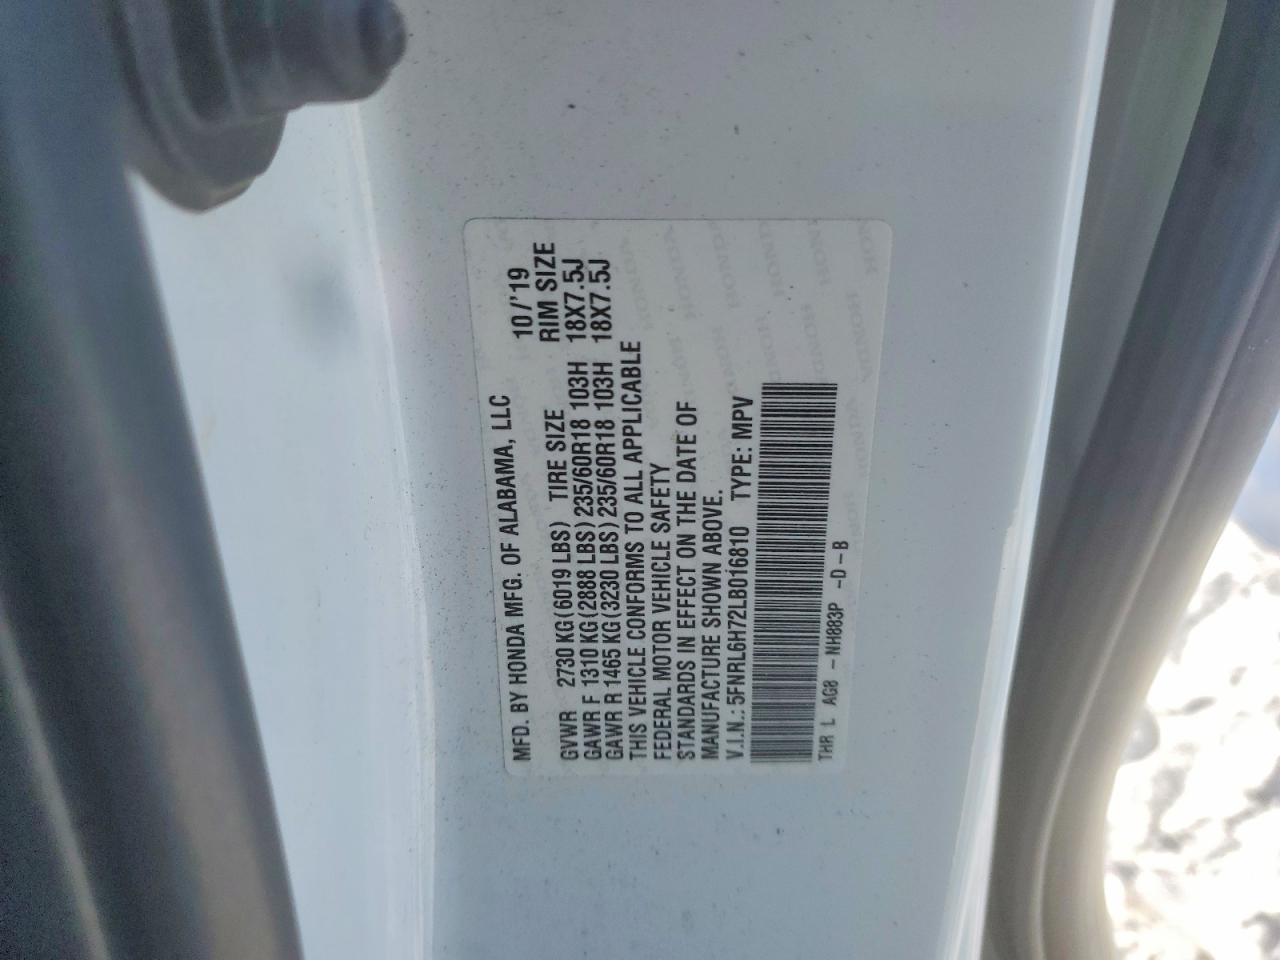 MFD. BY HONDA MFG. OF ALABAMA, LLC 10/'19
GVWR 2730 KG(6019 LBS) TIRE SIZE RIM SIZE
GAWR F 1310 KG(2888 LBS)235/60R18 103H 18X7.5J
GAWR R 1465 KG(3230 LBS)235/60R18 103H 18X7.5J
THIS VEHICLE CONFORMS TO ALL APPLICABLE
FEDERAL MOTOR VEHICLE SAFETY
STANDARDS IN EFFECT ON THE DATE OF
MANUFACTURE SHOWN ABOVE.
V.I.N.: 5FNRL6H72LB016810 TYPE: MPV
THR L AG8 -NH883P -D-B